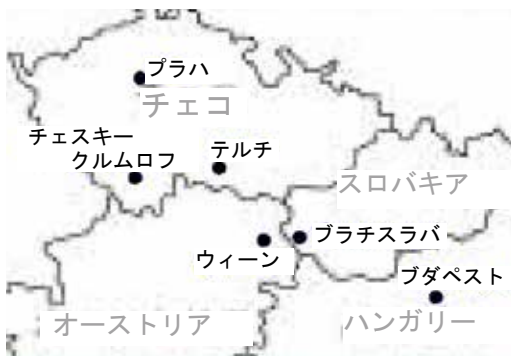 プラハ
チェコ
チェスキー
クルムロフ
テルチ
スロバキア
ブラチスラバ
ウィーン
ブダペスト
オーストリア
ハンガリー